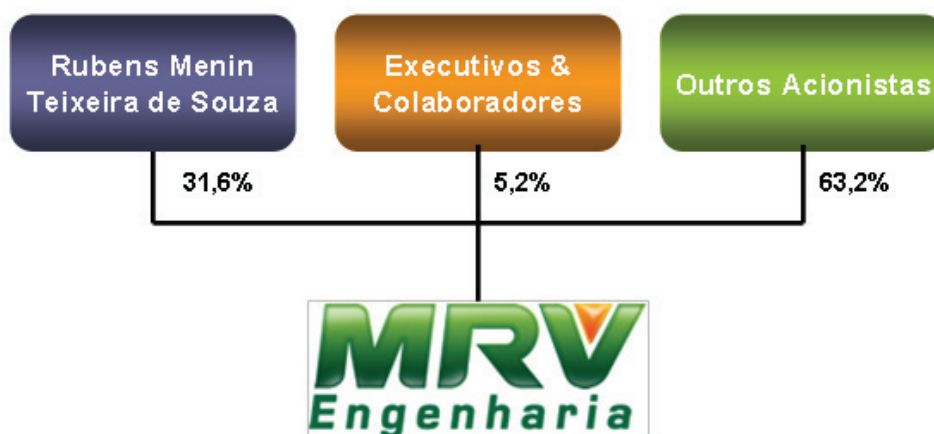 Rubens Menin
Teixeira de Souza
Executivos &
Colaboradores
Outros Acionistas
31,6%
5,2%
63,2%
MRV
Engenharia